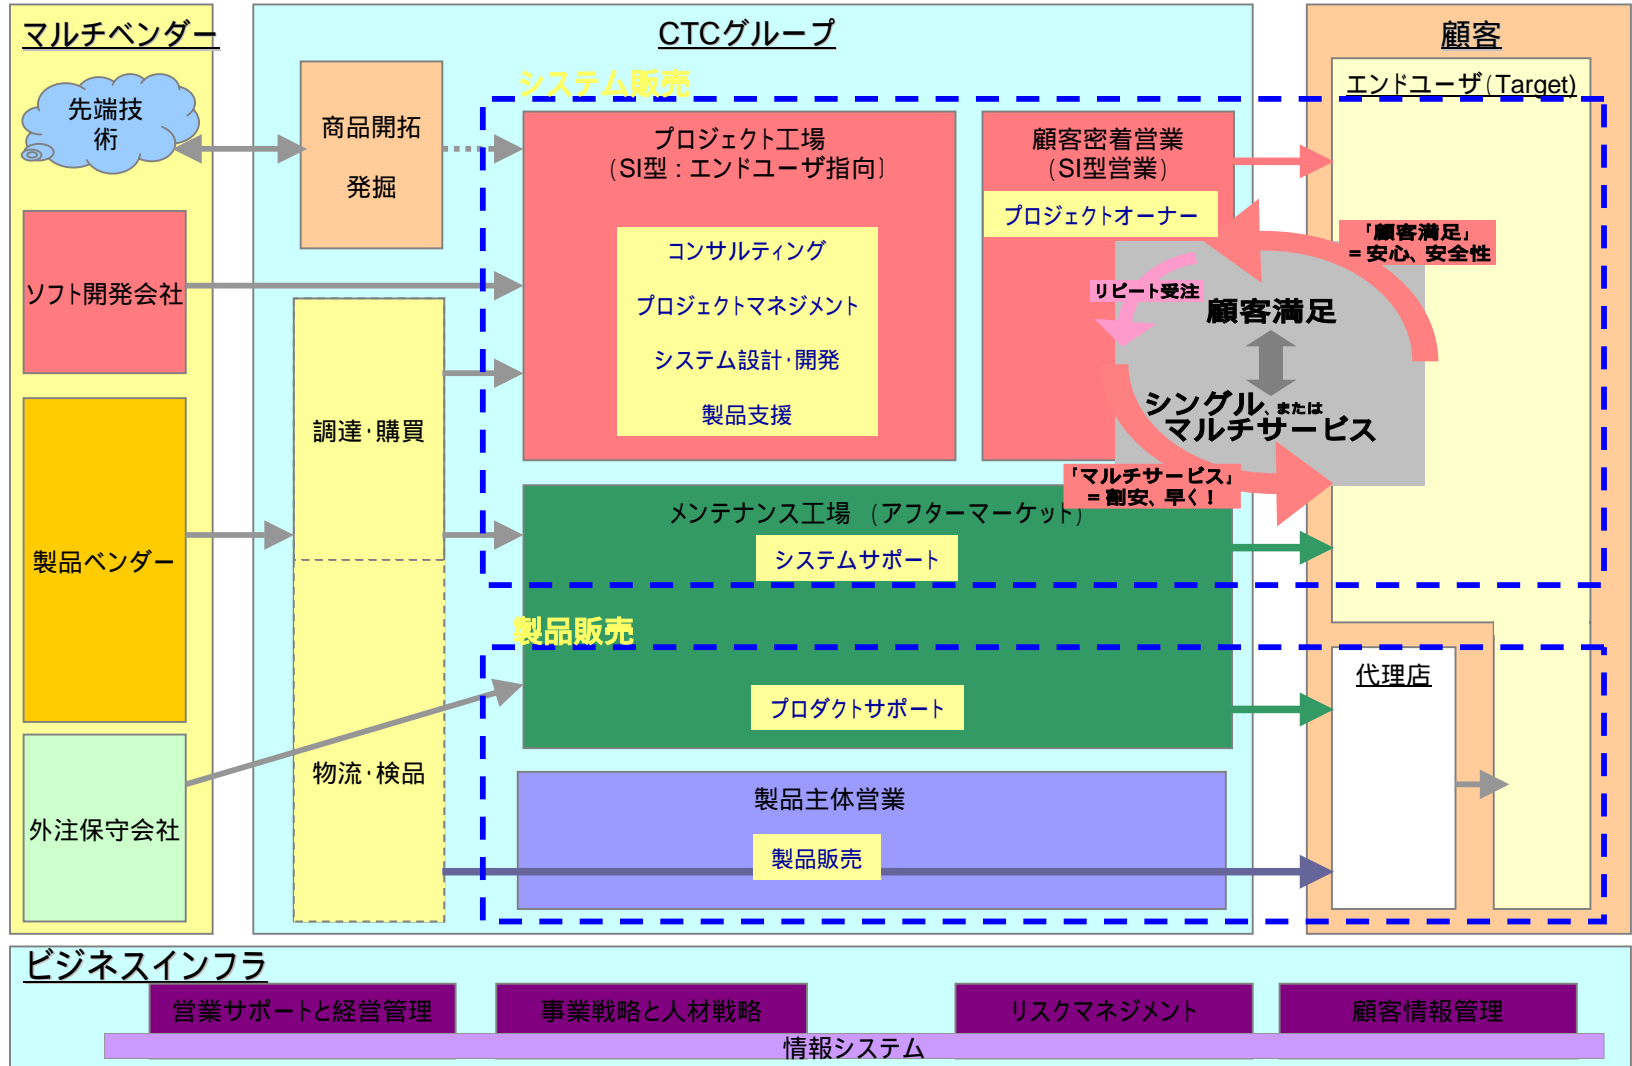 マルチベンダー
先端技
術
ソフト開発会社
製品ベンダー
外注保守会社
CTCグループ
商品開拓
発掘
調達・購買
物流・検品
システム販売
プロジェクト工場
(SI型：エンドユーザ指向)
コンサルティング
プロジェクトマネジメント
システム設計・開発
製品支援
顧客密着営業
(SI型営業)
プロジェクトオーナー
リピート受注
顧客満足
シングル、または
マルチサービス
「顧客満足」
＝安心、安全性
「マルチサービス」
＝割安、早く！
メンテナンス工場 (アフターマーケット)
システムサポート
製品販売
プロダクトサポート
製品主体営業
製品販売
顧客
エンドユーザ(Target)
代理店
ビジネスインフラ
営業サポートと経営管理
事業戦略と人材戦略
リスクマネジメント
顧客情報管理
情報システム